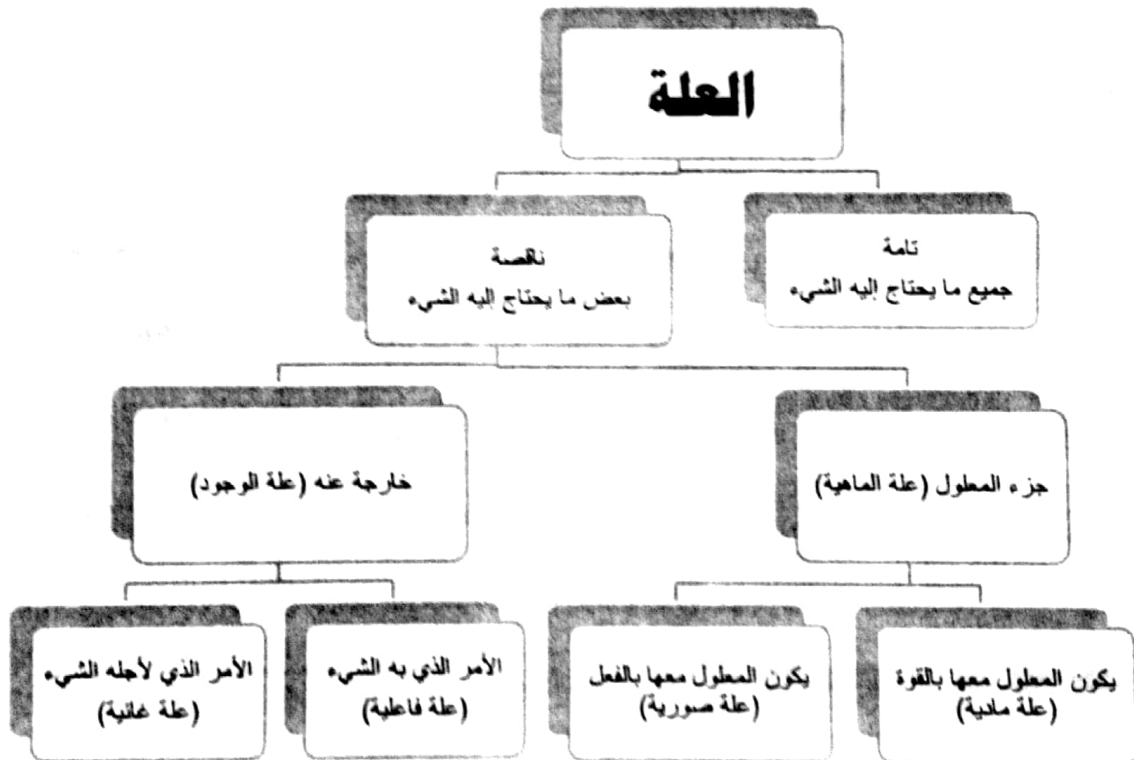 العلة
تامة
جميع ما يحتاج إليه الشيء
ناقصة
بعض ما يحتاج إليه الشيء
جزء المعلول (علة الماهية)
خارجة عنه (علة الوجود)
يكون المعلول معها بالقوة
(علة مادية)
يكون المعلول معها بالفعل
(علة صورية)
الأمر الذي به الشيء
(علة فاعلية)
الأمر الذي لأجله الشيء
(علة غائية)